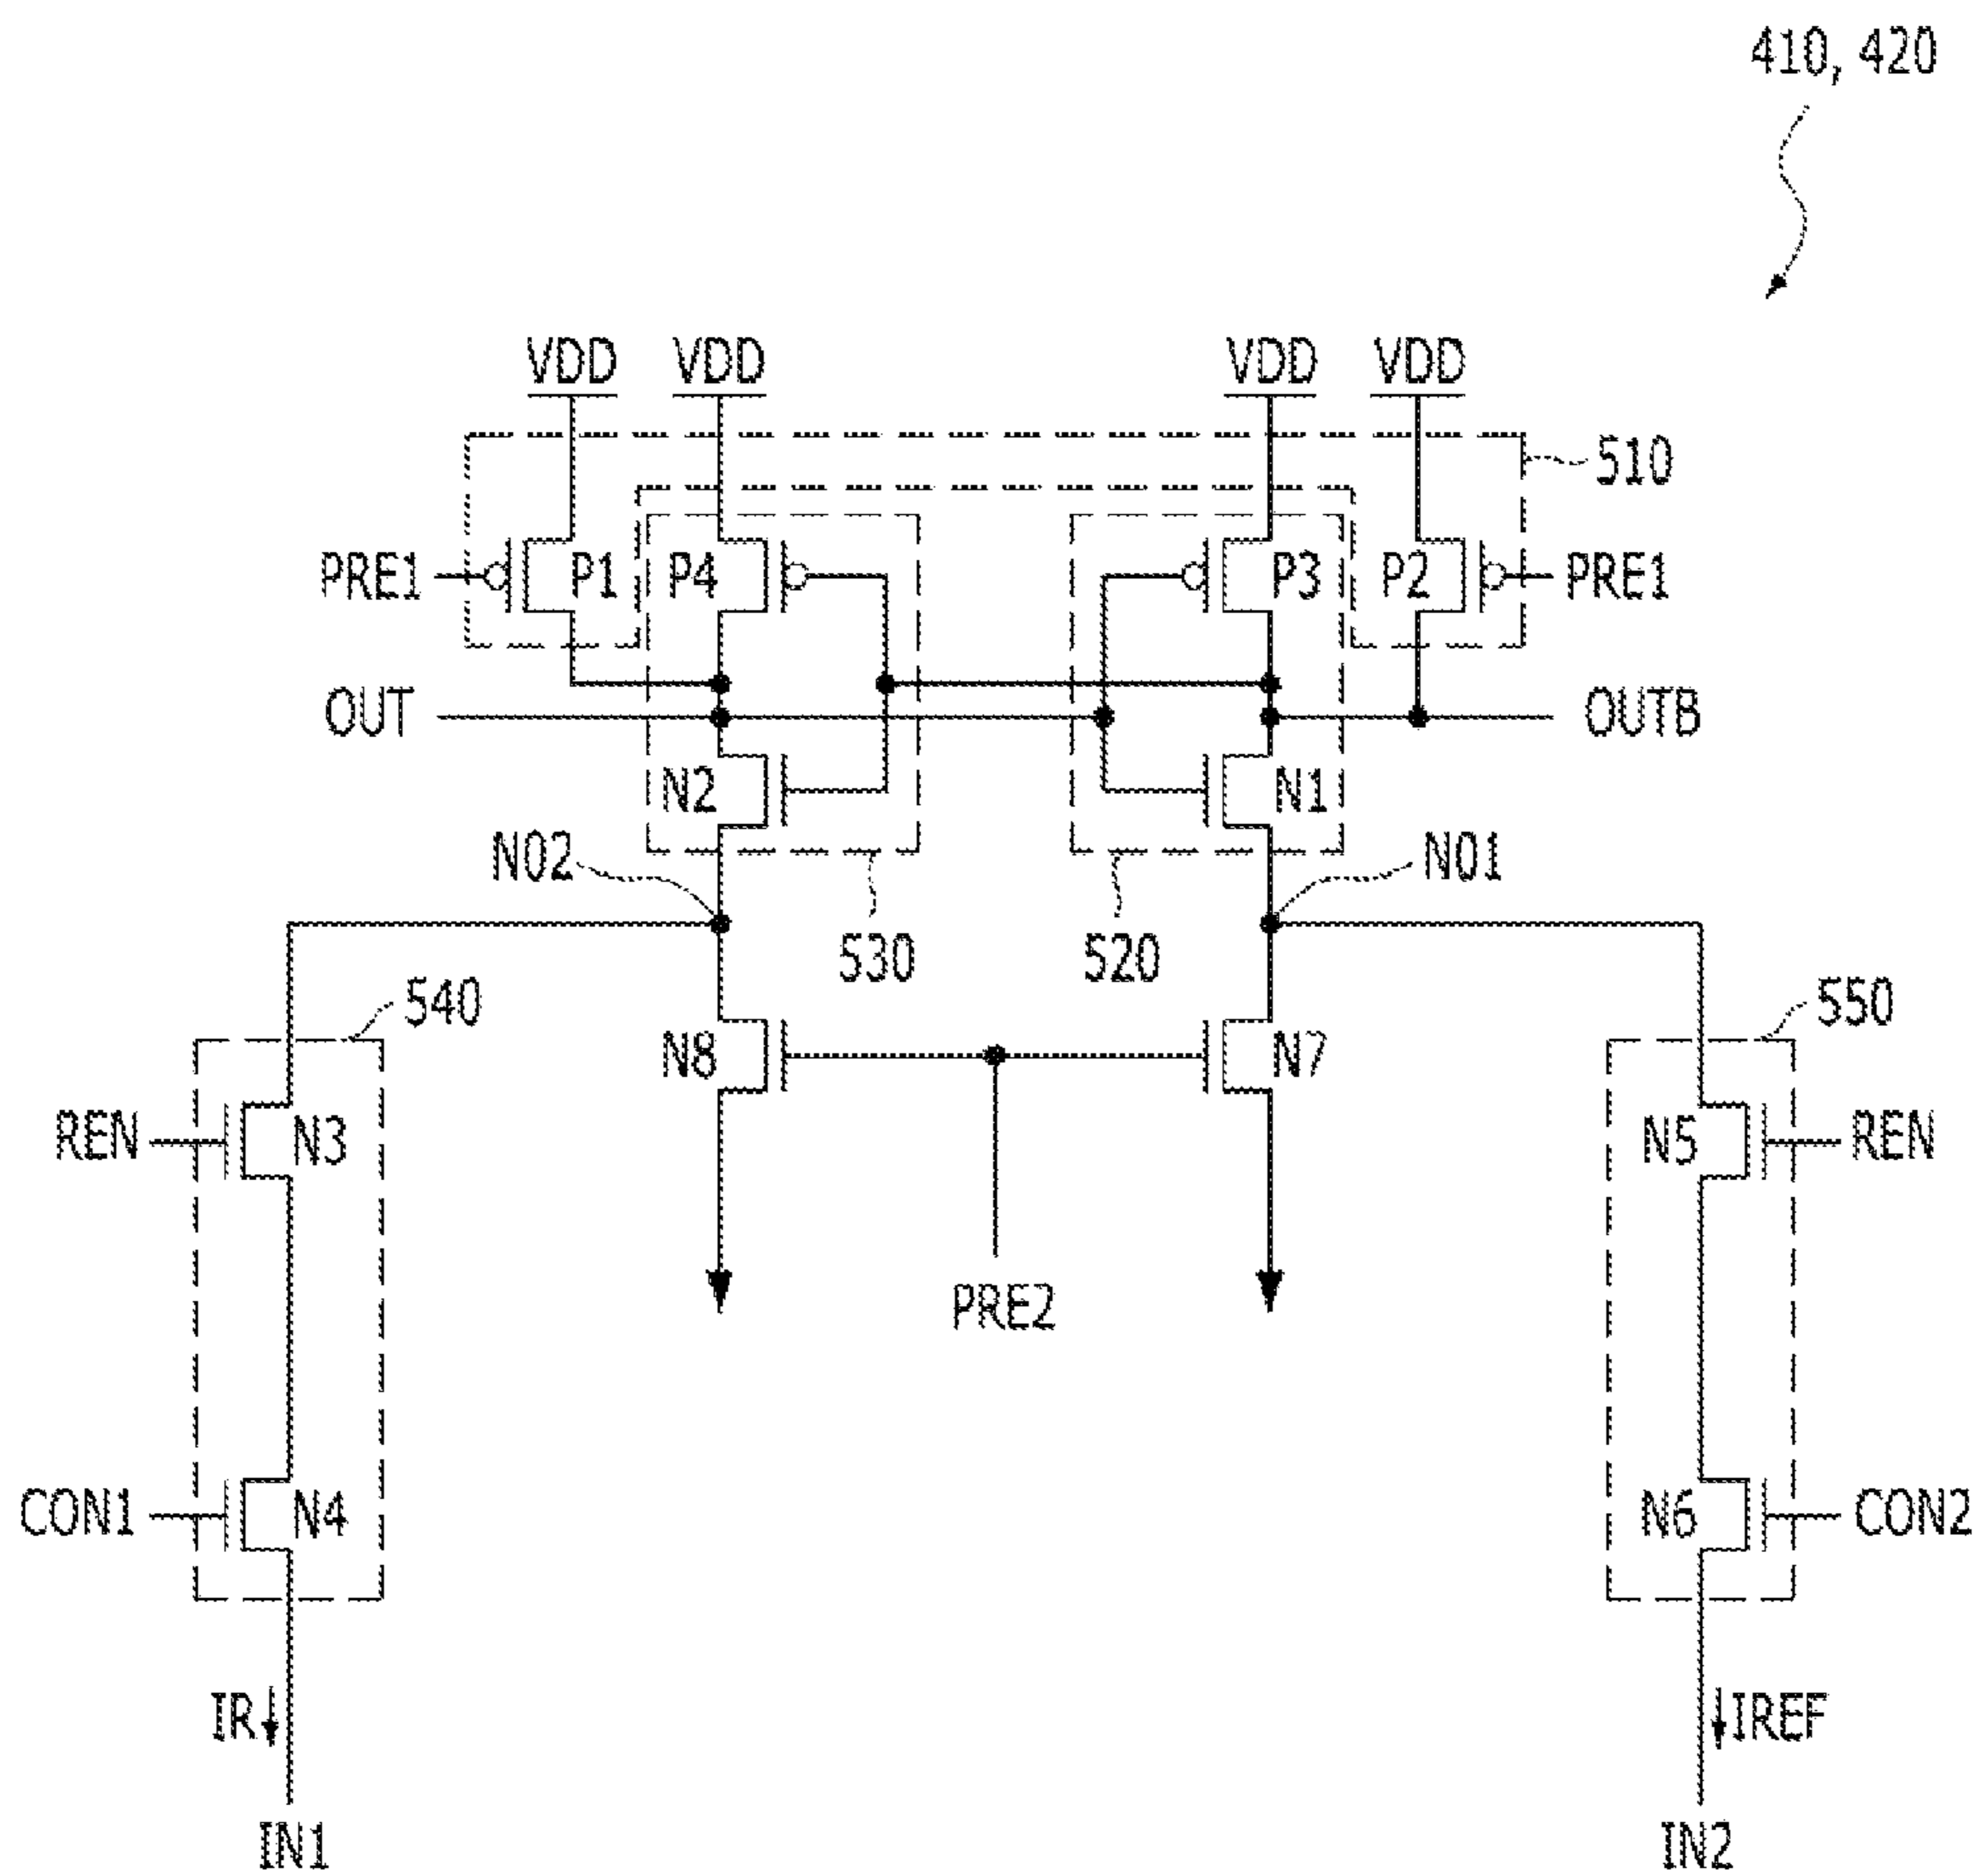 410, 420
VDD VDD VDD VDD
510
PRE1 P1 P4 P3 P2 PRE1
OUT OUTB
N2 N1
N02 N01
530 520
540 550
N8 N7
REN N3 N5 REN
PRE2
CON1 N4 N6 CON2
IR IREF
IN1 IN2